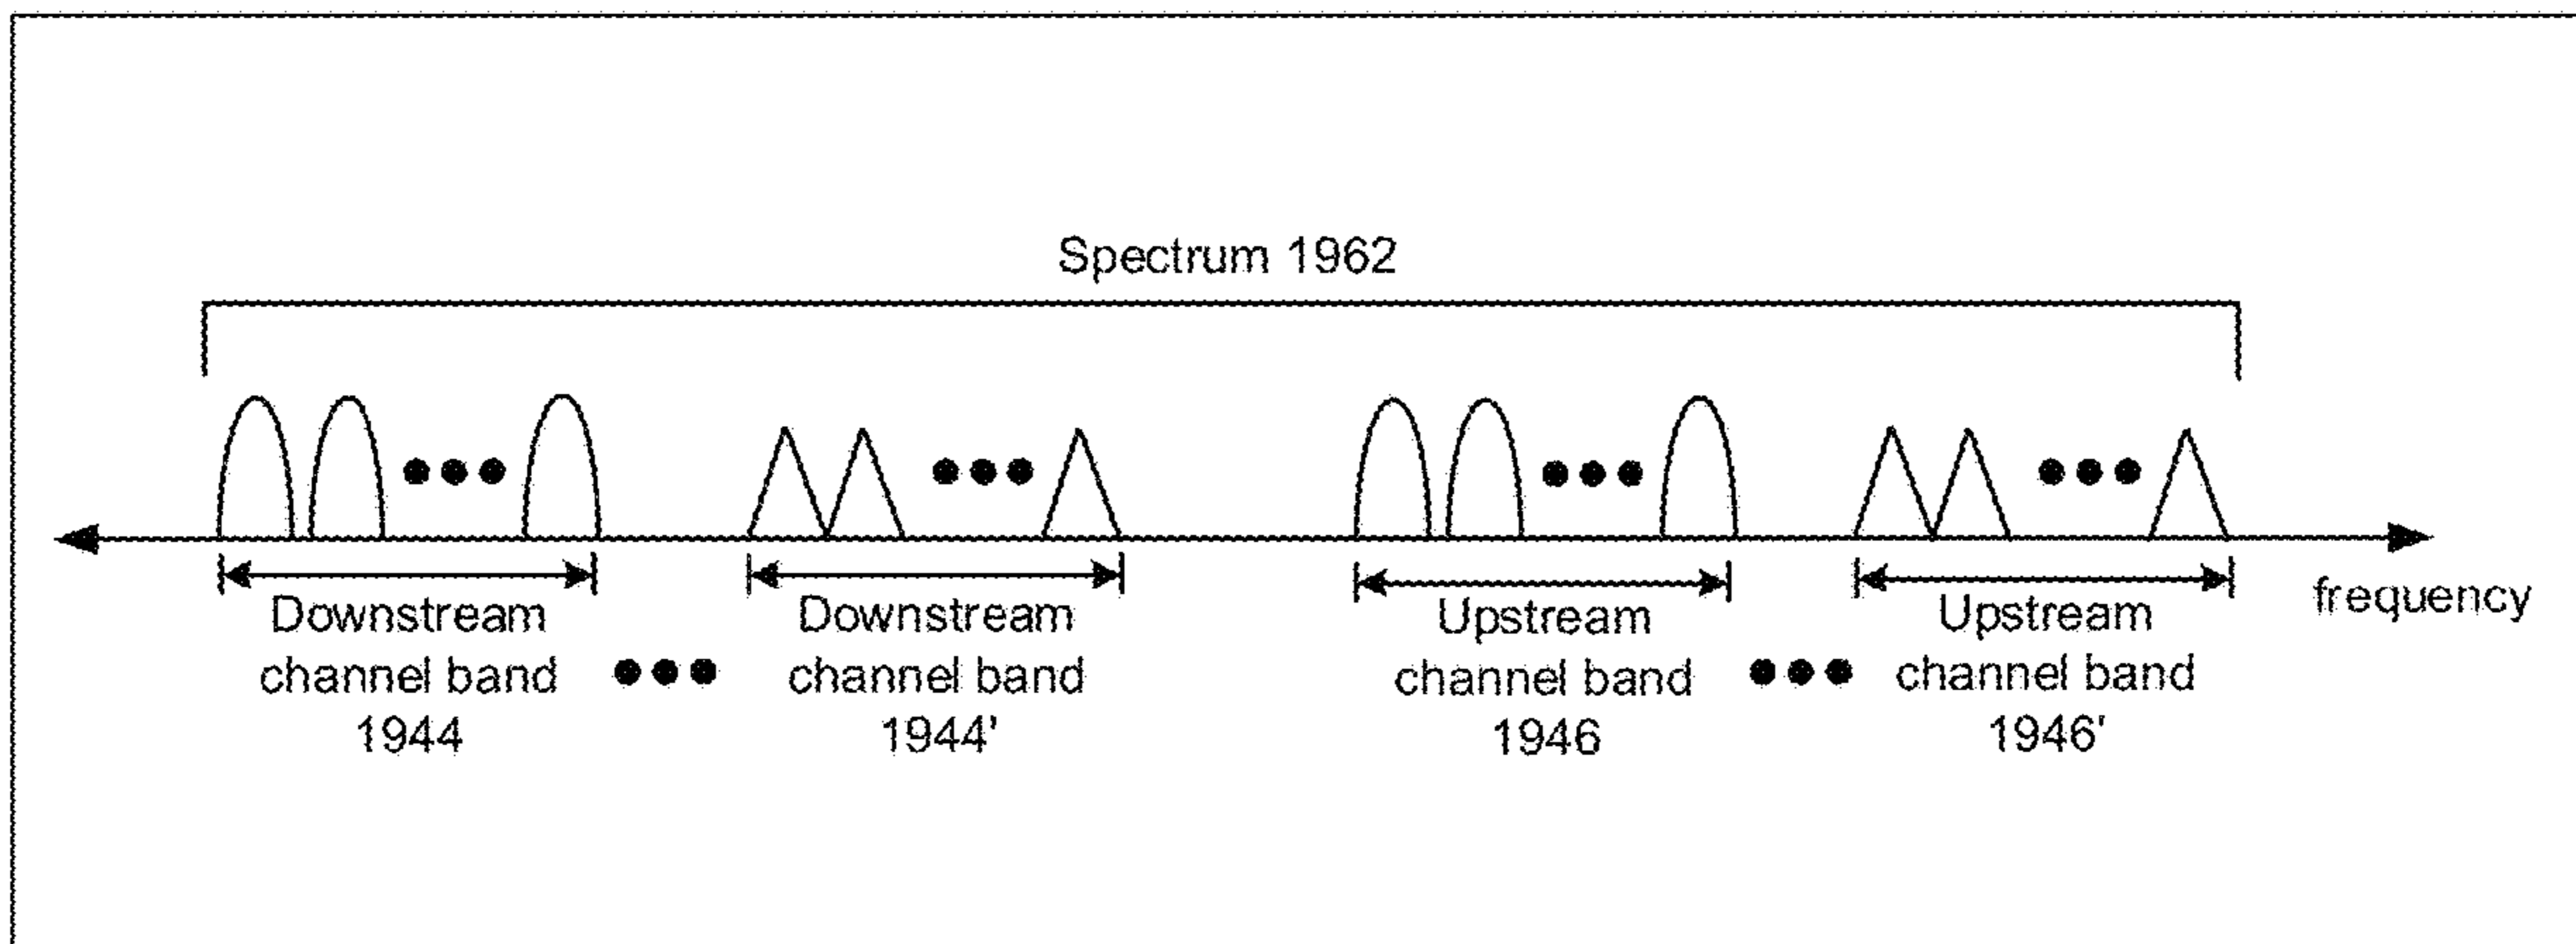 Spectrum 1962
Downstream
channel band
1944
Downstream
channel band
1944'
Upstream
channel band
1946
Upstream
channel band
1946'
frequency